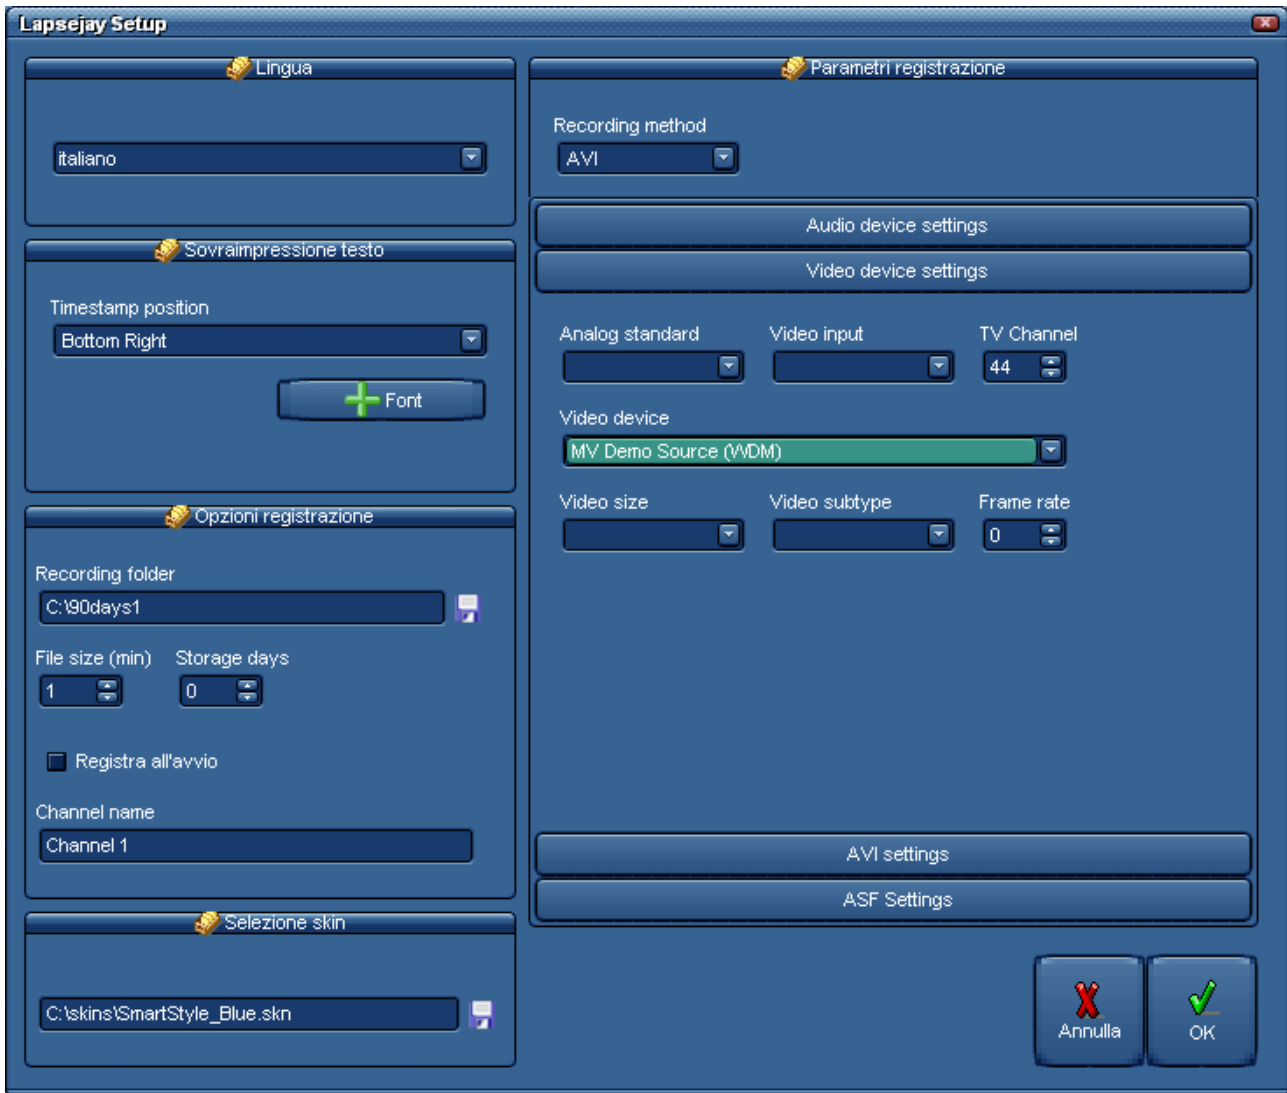 Lapsejay Setup
Lingua
italiano
Sovraimpressione testo
Timestamp position
Bottom Right
Font
Opzioni registrazione
Recording folder
C:\90days1
File size (min) Storage days
1 0
Registra all'avvio
Channel name
Channel 1
Selezione skin
C:\skins\SmartStyle_Blue.skn
Parametri registrazione
Recording method
AVI
Audio device settings
Video device settings
Analog standard Video input TV Channel
44
Video device
MV Demo Source (WDM)
Video size Video subtype Frame rate
0
AVI settings
ASF Settings
Annulla OK